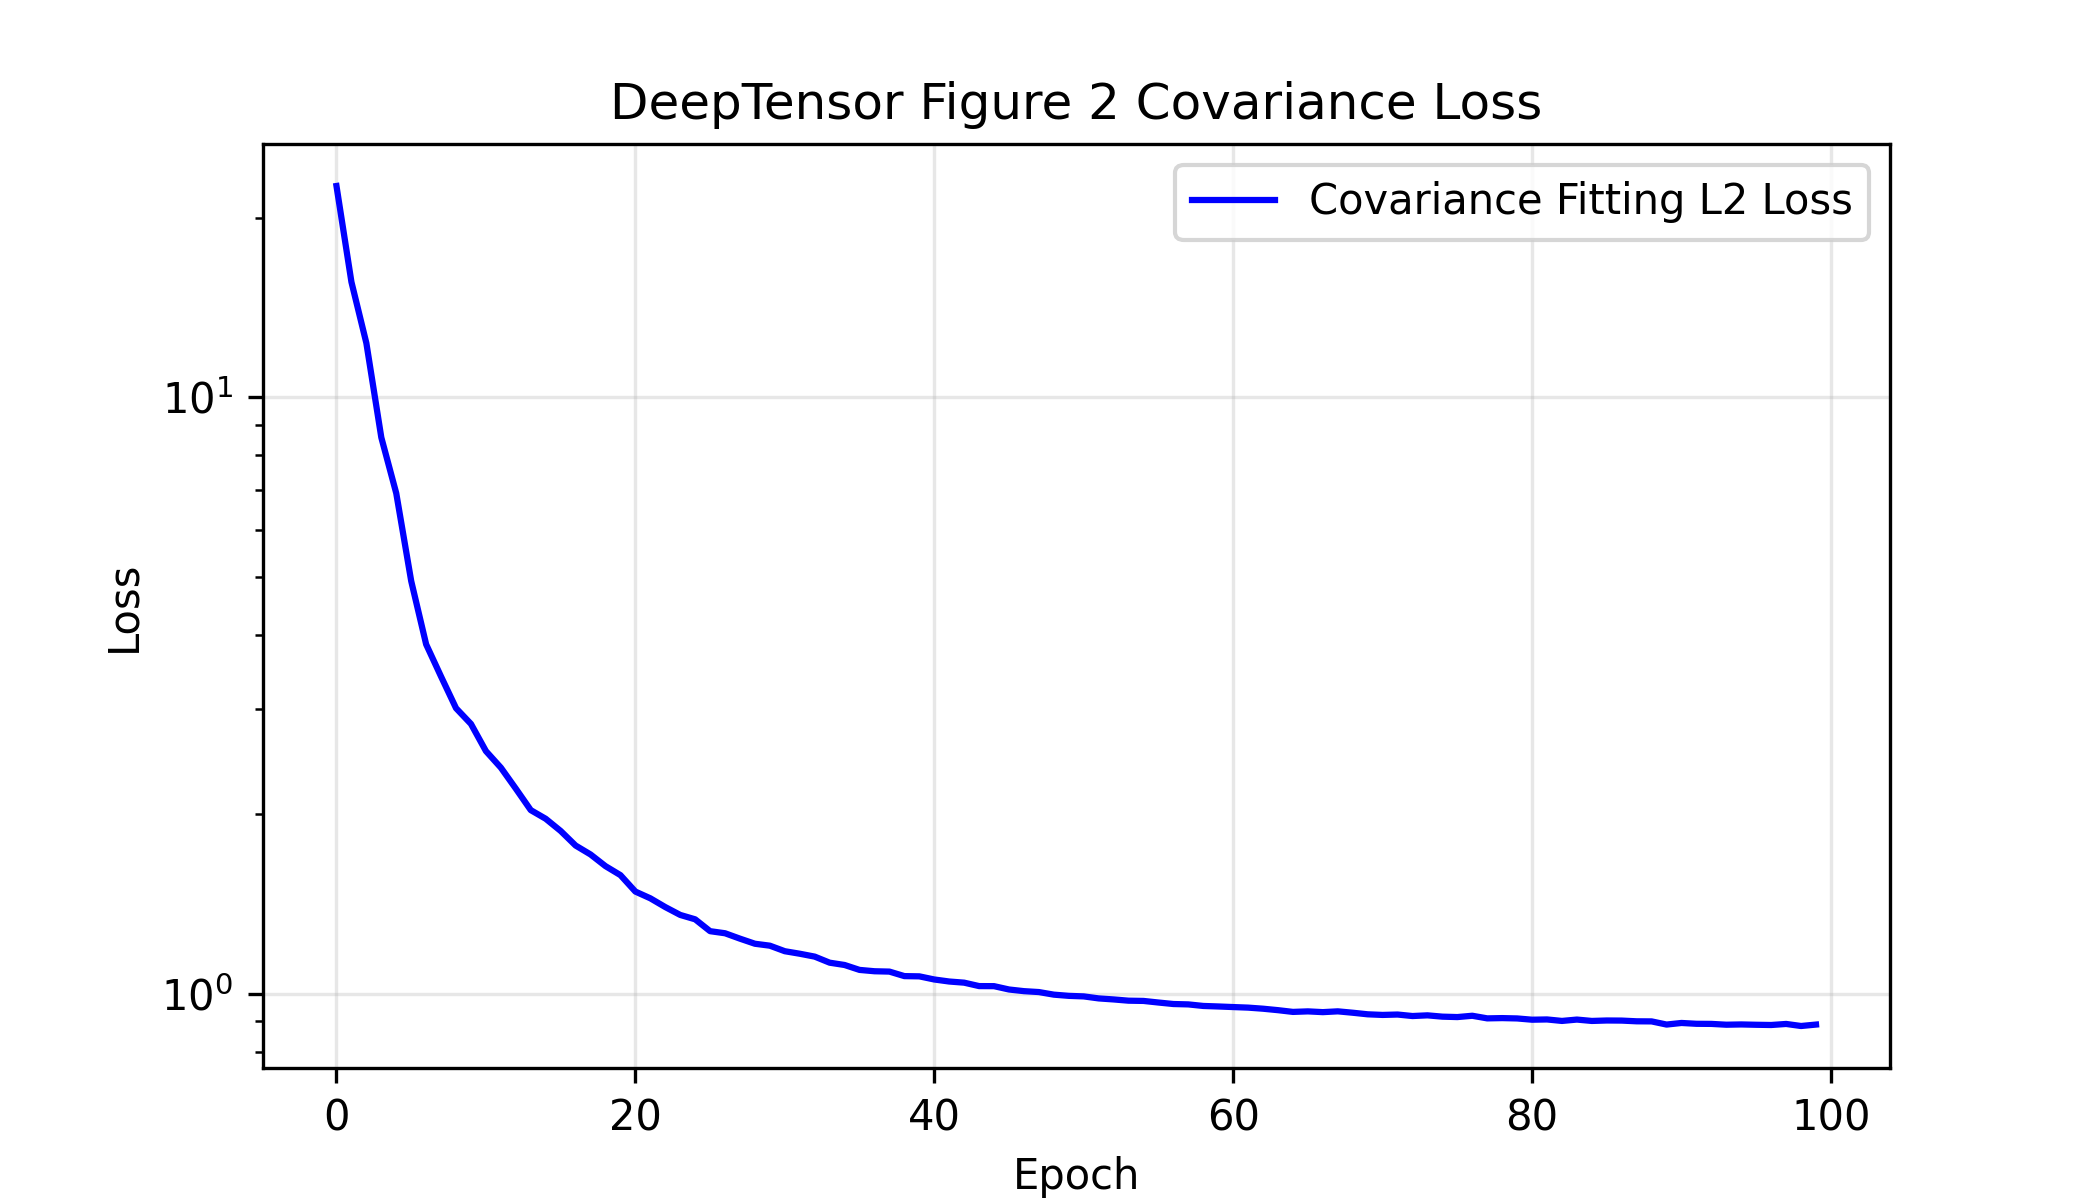 DeepTensor Figure 2 Covariance Loss
Covariance Fitting L2 Loss
10¹
10⁰
Loss
0 20 40 60 80 100
Epoch